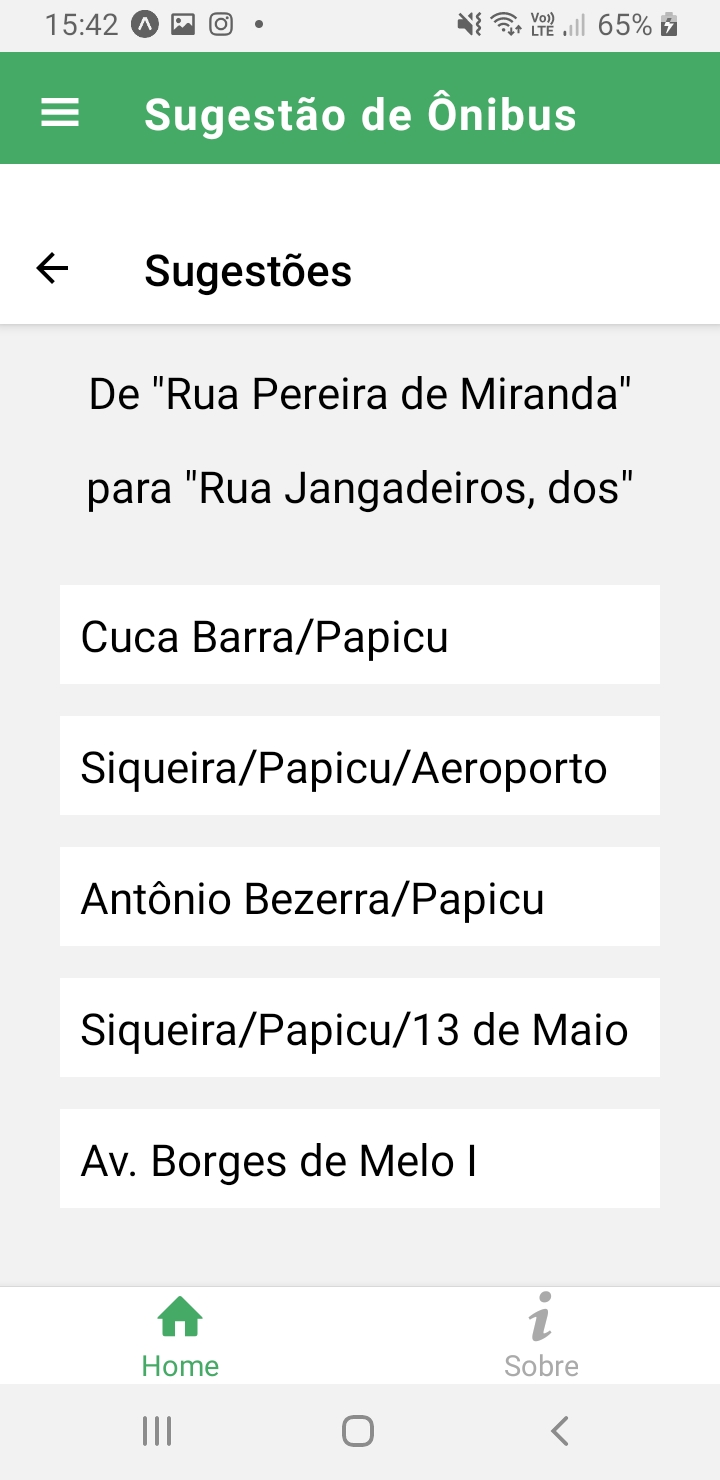 15:42
Vo))
LTE
65%
Sugestão de Ônibus
Sugestões
De "Rua Pereira de Miranda"
para "Rua Jangadeiros, dos"
Cuca Barra/Papicu
Siqueira/Papicu/Aeroporto
Antônio Bezerra/Papicu
Siqueira/Papicu/13 de Maio
Av. Borges de Melo I
Home
Sobre